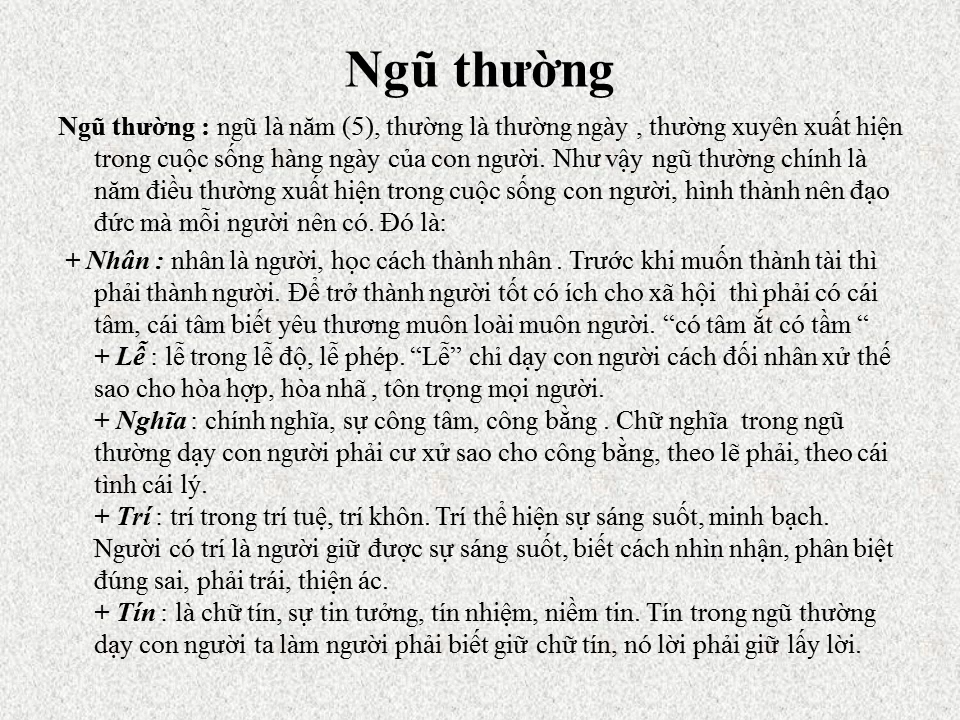 Ngũ thường
Ngũ thường : ngũ là năm (5), thường là thường ngày , thường xuyên xuất hiện
trong cuộc sống hàng ngày của con người. Như vậy ngũ thường chính là
năm điều thường xuất hiện trong cuộc sống con người, hình thành nên đạo
đức mà mỗi người nên có. Đó là:
+ Nhân : nhân là người, học cách thành nhân . Trước khi muốn thành tài thì
phải thành người. Để trở thành người tốt có ích cho xã hội thì phải có cái
tâm, cái tâm biết yêu thương muôn loài muôn người. “có tâm ắt có tầm “
+ Lễ : lễ trong lễ độ, lễ phép. “Lễ” chỉ dạy con người cách đối nhân xử thế
sao cho hòa hợp, hòa nhã , tôn trọng mọi người.
+ Nghĩa : chính nghĩa, sự công tâm, công bằng . Chữ nghĩa trong ngũ
thường dạy con người phải cư xử sao cho công bằng, theo lẽ phải, theo cái
tình cái lý.
+ Trí : trí trong trí tuệ, trí khôn. Trí thể hiện sự sáng suốt, minh bạch.
Người có trí là người giữ được sự sáng suốt, biết cách nhìn nhận, phân biệt
đúng sai, phải trái, thiện ác.
+ Tín : là chữ tín, sự tin tưởng, tín nhiệm, niềm tin. Tín trong ngũ thường
dạy con người ta làm người phải biết giữ chữ tín, nó lời phải giữ lấy lời.